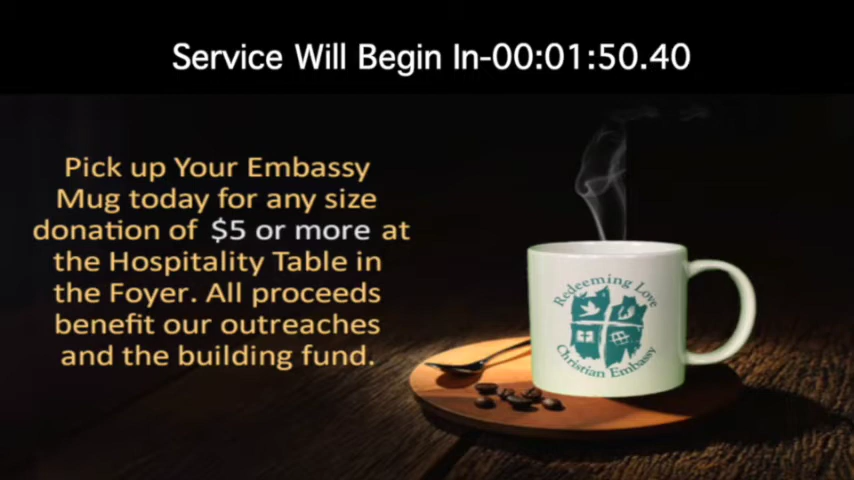 Service Will Begin In-00:01:50.40
Pick up Your Embassy
Mug today for any size
donation of $5 or more at
the Hospitality Table in
the Foyer. All proceeds
benefit our outreaches
and the building fund.
Redeeming Love
Christian Embassy